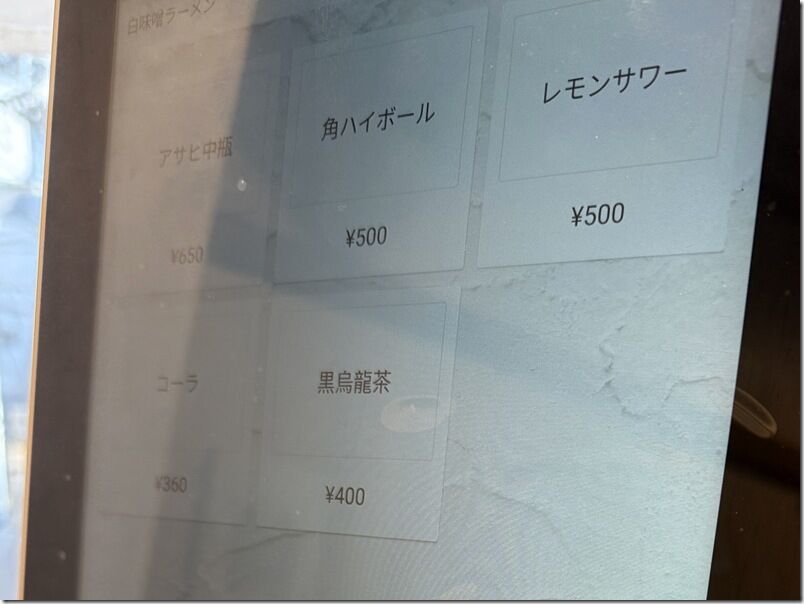 白味噌ラーメン
アサヒ中瓶
¥650
角ハイボール
¥500
レモンサワー
¥500
コーラ
¥360
黒烏龍茶
¥400